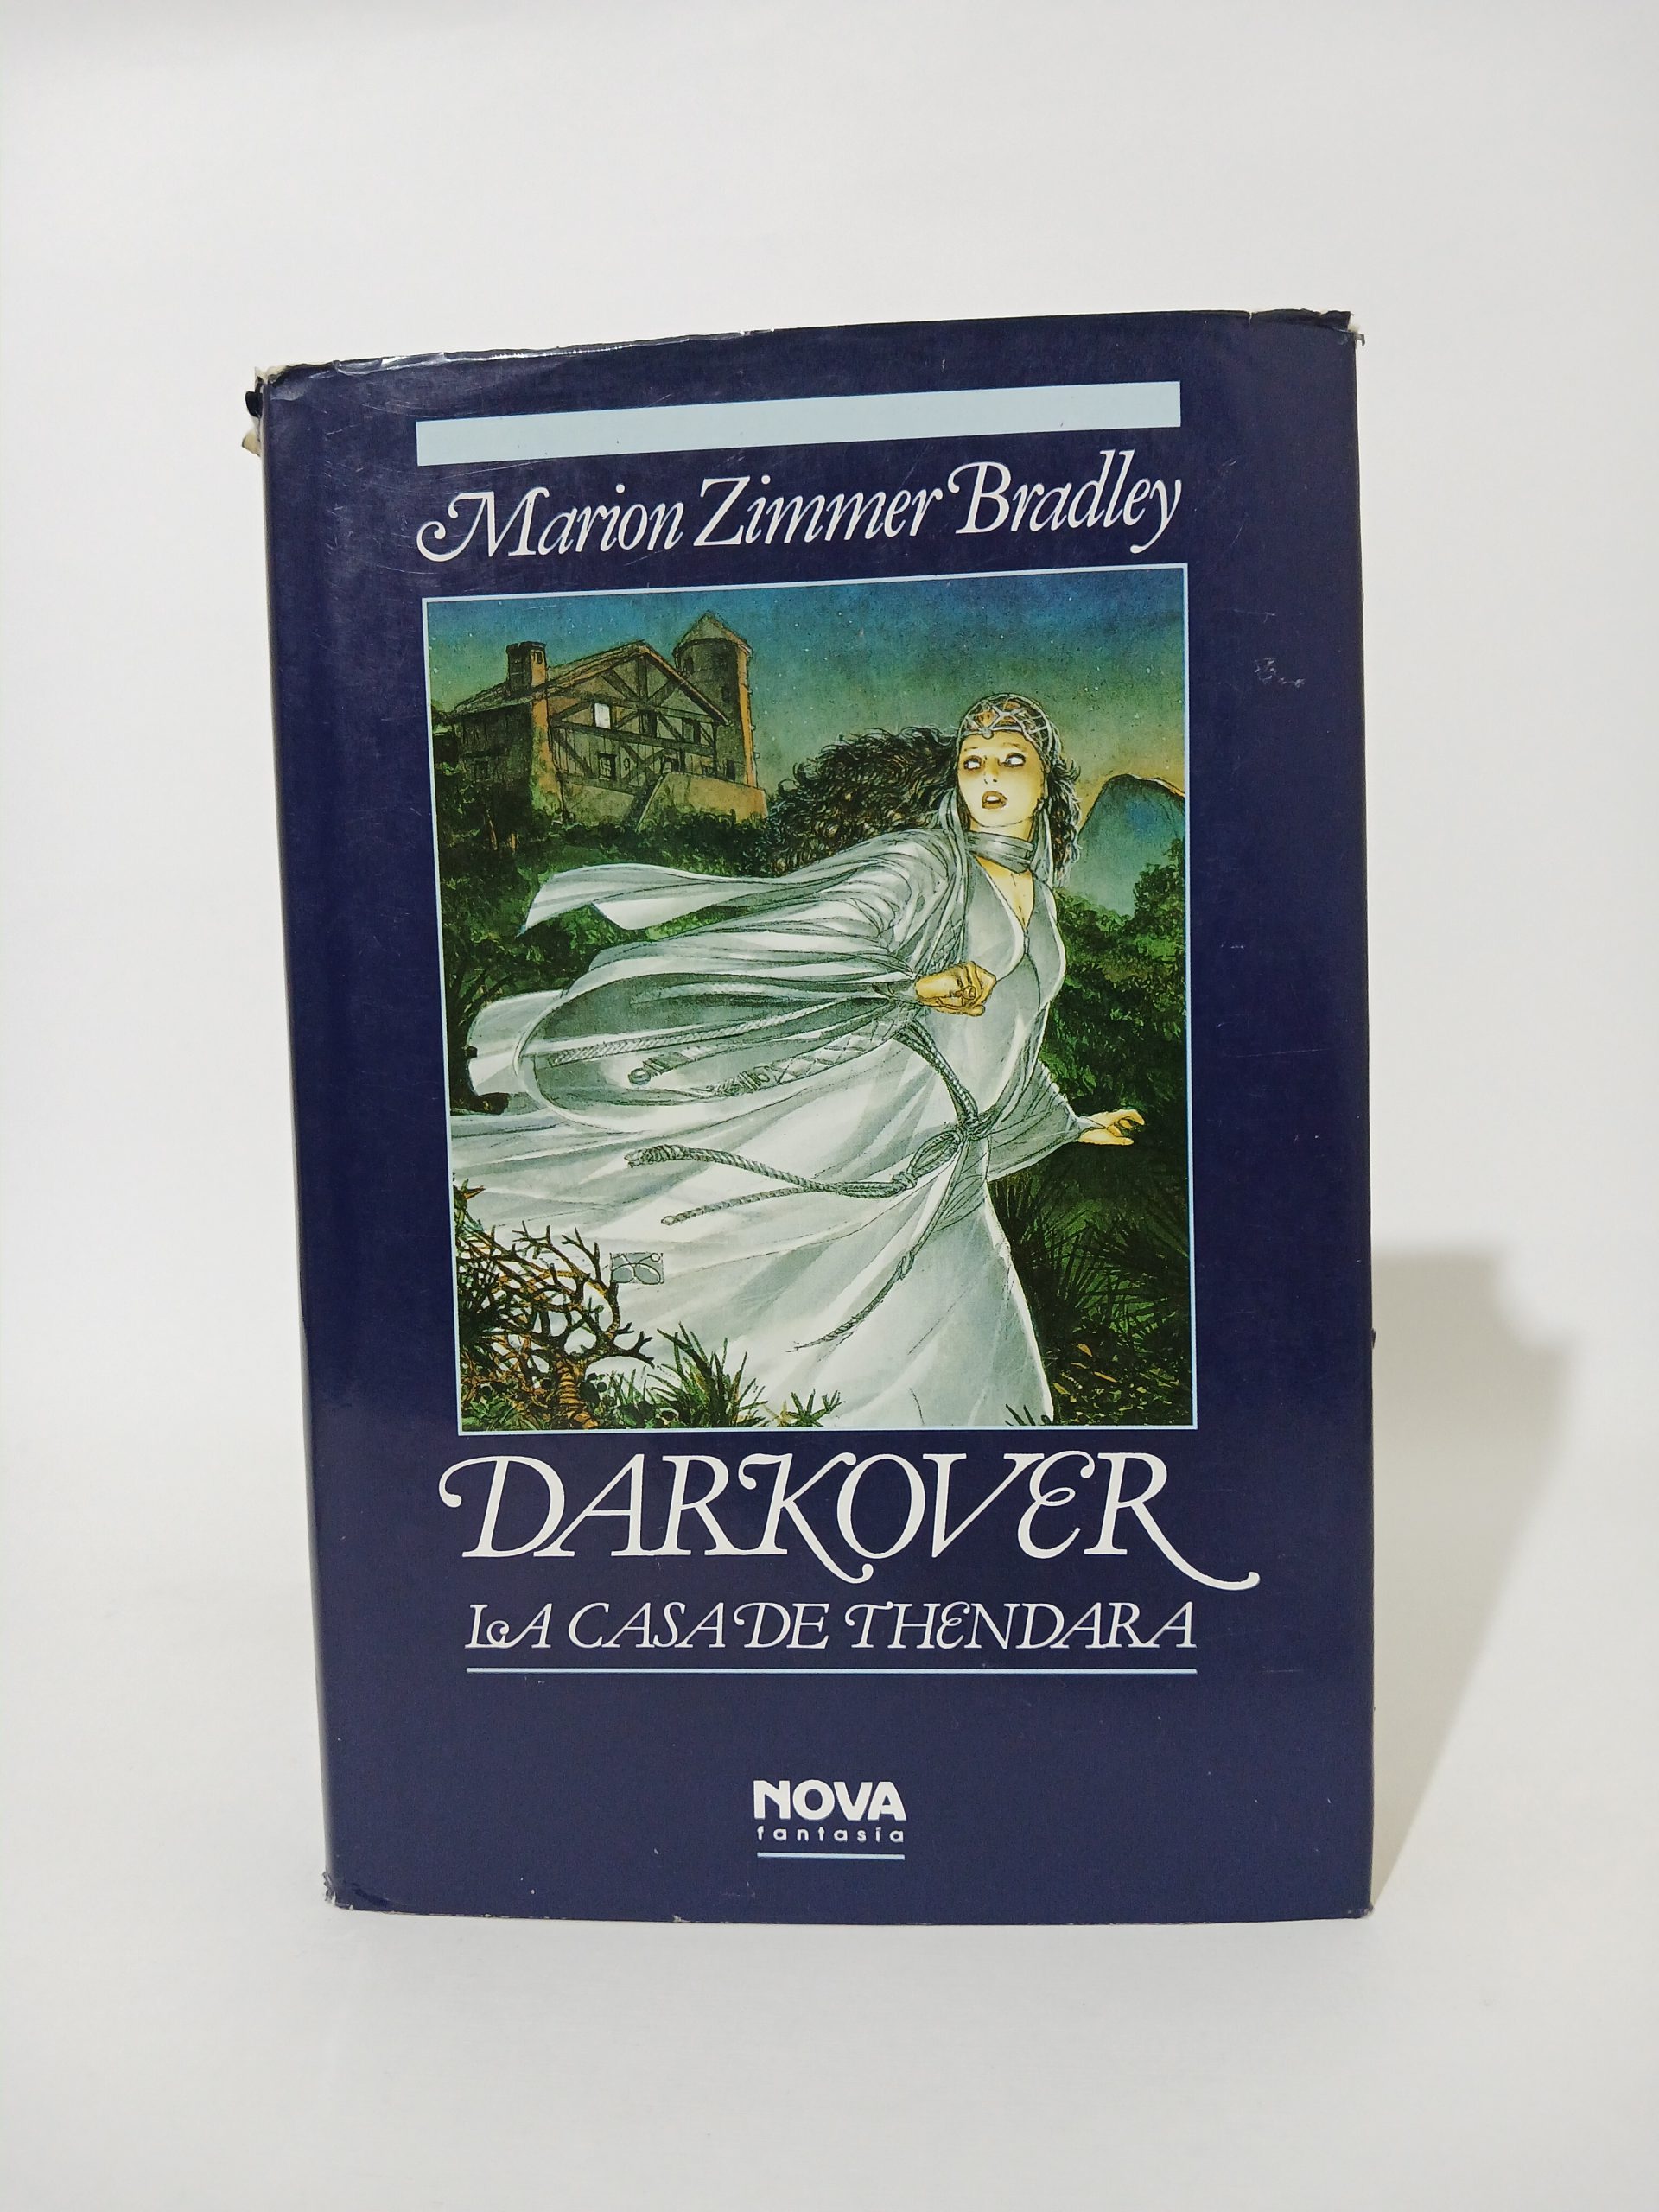 Marion Zimmer Bradley
DARKOVER
LA CASA DE THENDARA
NOVA
fantasía